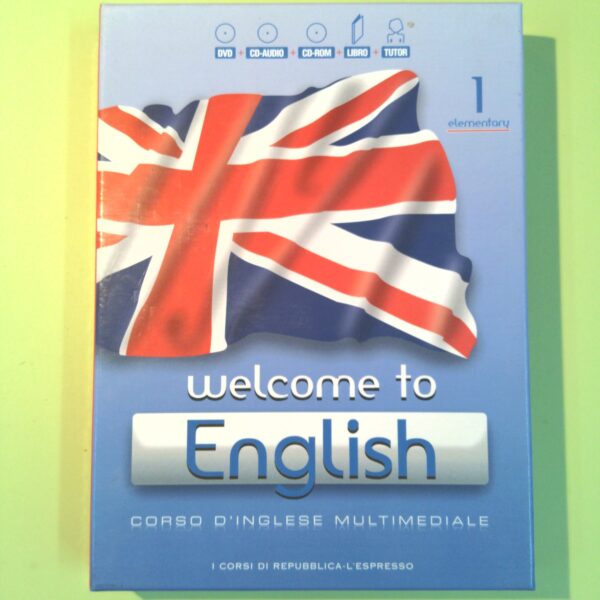 DVD + CD-AUDIO + CD-ROM + LIBRO + TUTOR
1
elementary
welcome to
English
CORSO D'INGLESE MULTIMEDIALE
I CORSI DI REPUBBLICA-L'ESPRESSO